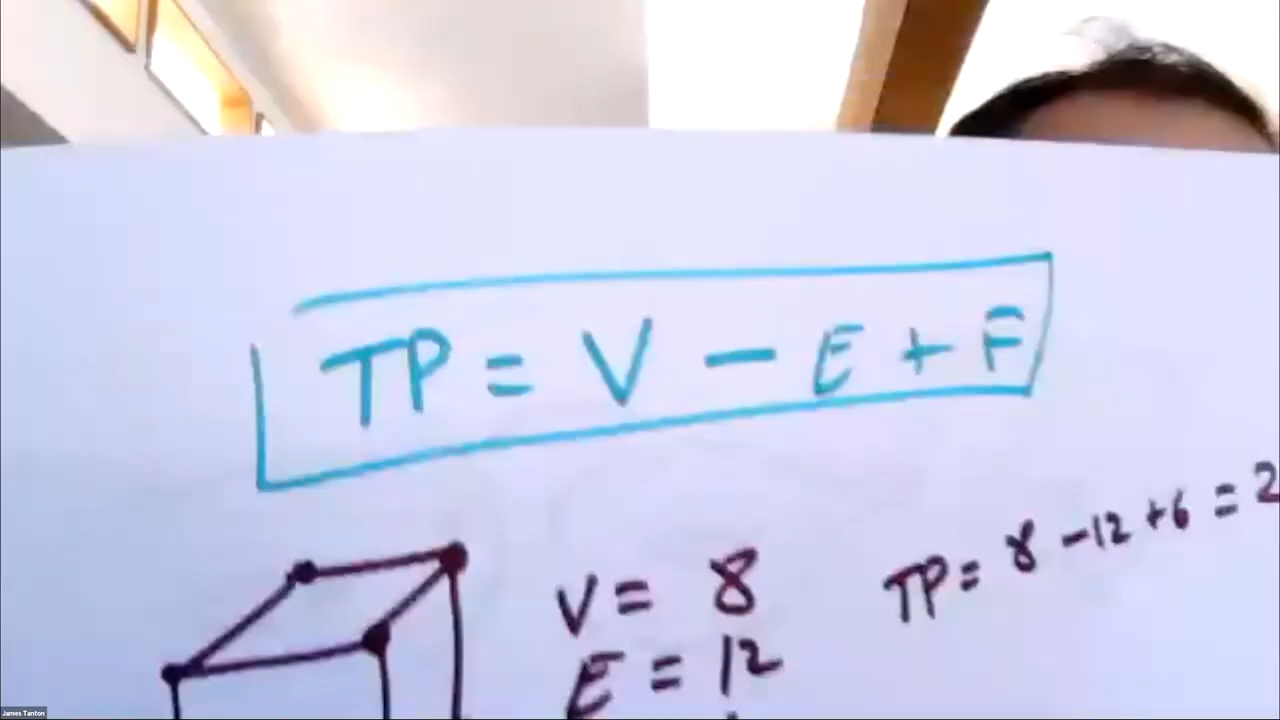 TP = V - E + F
TP = 8 - 12 + 6 = 2
V = 8
E = 12
James Tanton